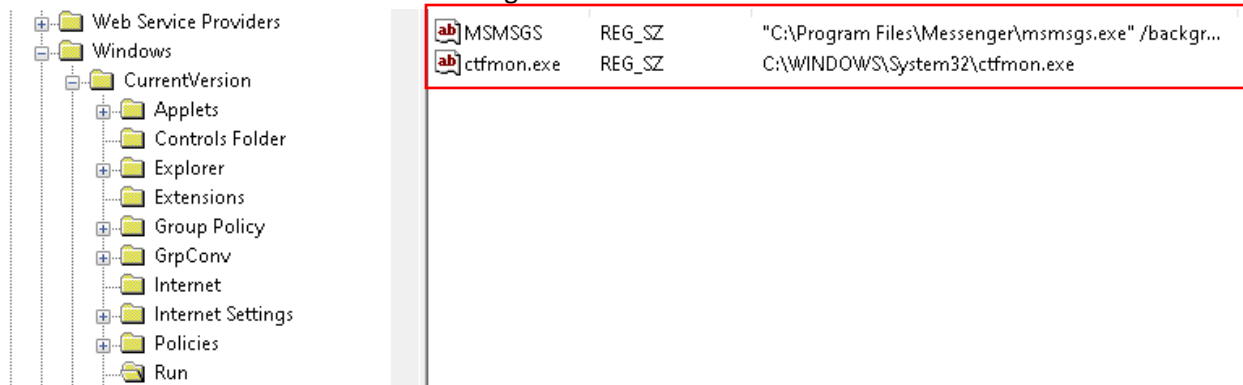 Web Service Providers
Windows
CurrentVersion
Applets
Controls Folder
Explorer
Extensions
Group Policy
GrpConv
Internet
Internet Settings
Policies
Run
MSMSGS REG_SZ "C:\Program Files\Messenger\msmsgs.exe" /backgr...
ctfmon.exe REG_SZ C:\WINDOWS\System32\ctfmon.exe